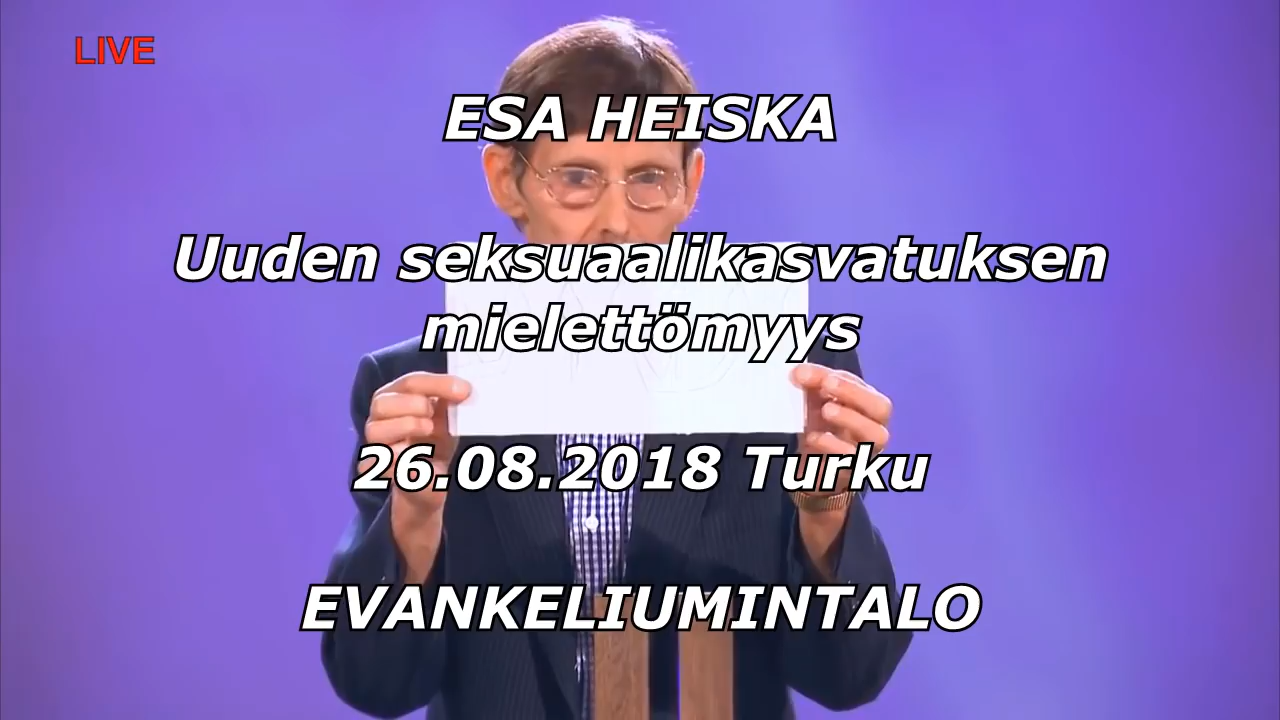 LIVE
ESA HEISKA
Uuden seksuaalikasvatuksen
mielettömyys
26.08.2018 Turku
EVANKELIUMINTALO